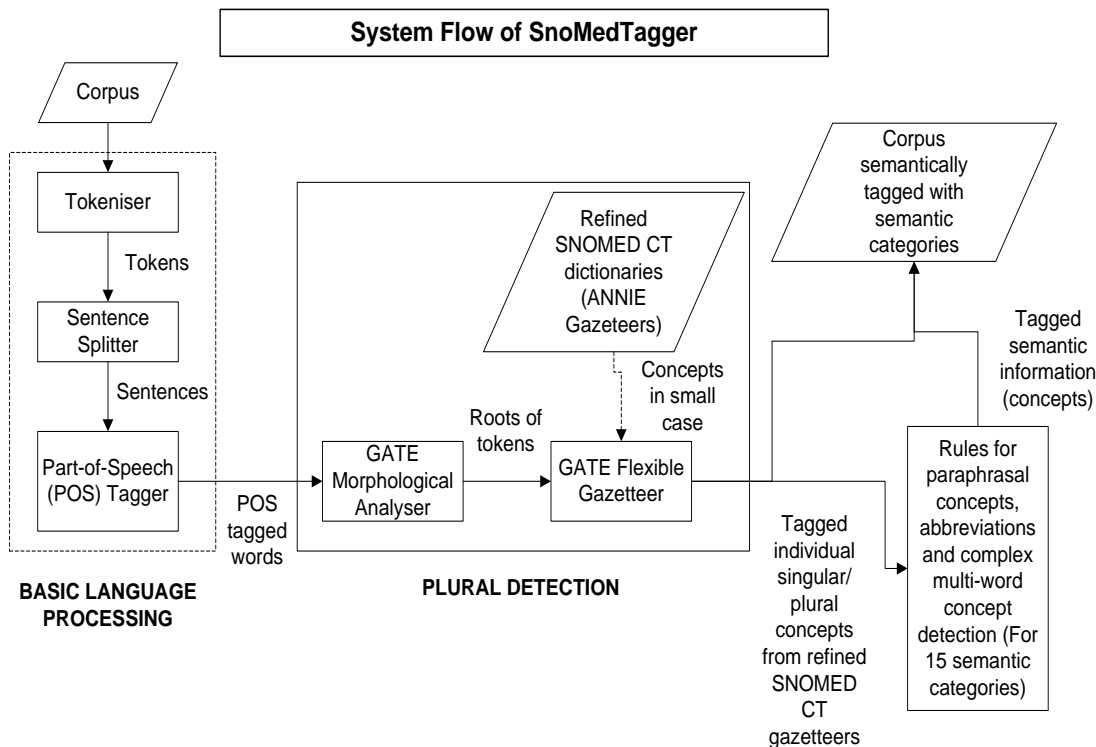 System Flow of SnoMedTagger
Corpus
Tokeniser
Tokens
Sentence
Splitter
Sentences
Part-of-Speech
(POS) Tagger
BASIC LANGUAGE
PROCESSING
POS
tagged
words
Refined
SNOMED CT
dictionaries
(ANNIE
Gazeteers)
Concepts
in small
case
GATE
Morphological
Analyser
Roots of
tokens
GATE Flexible
Gazetteer
PLURAL DETECTION
Corpus
semantically
tagged with
semantic
categories
Tagged
semantic
information
(concepts)
Tagged
individual
singular/
plural
concepts
from refined
SNOMED
CT
gazetteers
Rules for
paraphrasal
concepts,
abbreviations
and complex
multi-word
concept
detection (For
15 semantic
categories)